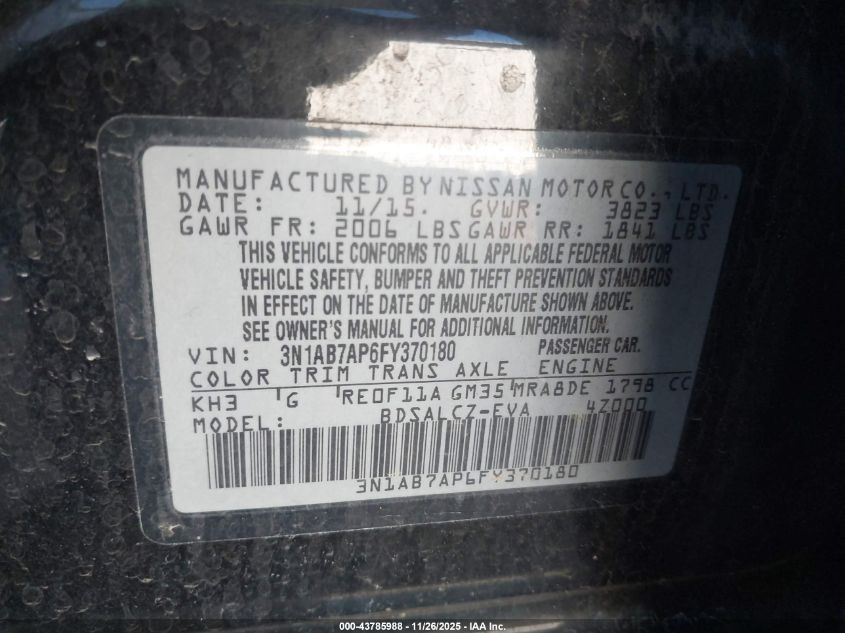 MANUFACTURED BY NISSAN MOTOR CO., LTD.
DATE: 11/15. GVWR: 3823 LBS
GAWR FR: 2006 LBS GAWR RR: 1841 LBS
THIS VEHICLE CONFORMS TO ALL APPLICABLE FEDERAL MOTOR
VEHICLE SAFETY, BUMPER AND THEFT PREVENTION STANDARDS
IN EFFECT ON THE DATE OF MANUFACTURE SHOWN ABOVE.
SEE OWNER'S MANUAL FOR ADDITIONAL INFORMATION.
VIN: 3N1AB7AP6FY370180 PASSENGER CAR.
COLOR TRIM TRANS AXLE ENGINE
KH3 G RE0F11A GM35 MRA8DE 1798 CC
MODEL: BDSALCZ-EVA 4Z000
3N1AB7AP6FY370180
000-43785988 - 11/26/2025 - IAA Inc.